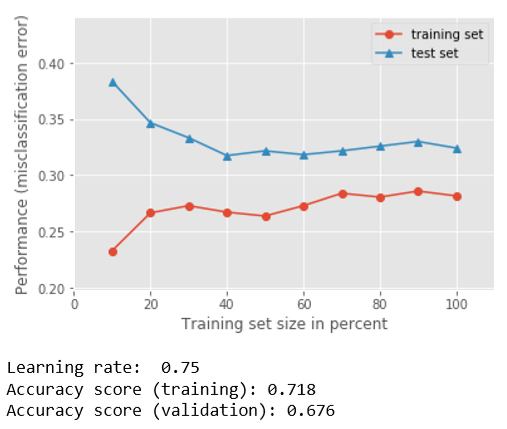 training set
test set
Performance (misclassification error)
0.40
0.35
0.30
0.25
0.20
0 20 40 60 80 100
Training set size in percent
Learning rate:  0.75
Accuracy score (training): 0.718
Accuracy score (validation): 0.676